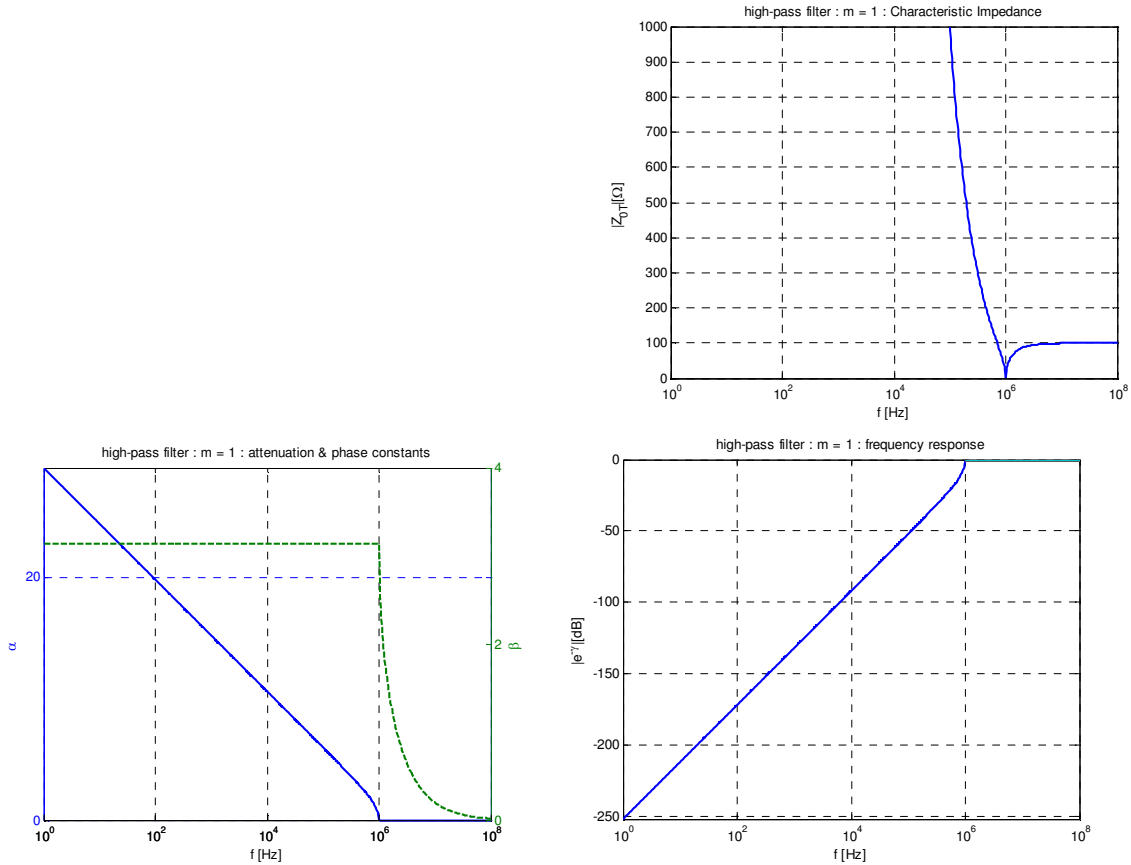 high-pass filter : m = 1 : Characteristic Impedance
1000
900
800
700
600
500
400
300
200
100
0
|Z0T|[Ω]
10^0 10^2 10^4 10^6 10^8
f [Hz]
high-pass filter : m = 1 : attenuation & phase constants
20
0
α
4
2
0
β
10^0 10^2 10^4 10^6 10^8
f [Hz]
high-pass filter : m = 1 : frequency response
0
-50
-100
-150
-200
-250
|e^-γ|[dB]
10^0 10^2 10^4 10^6 10^8
f [Hz]